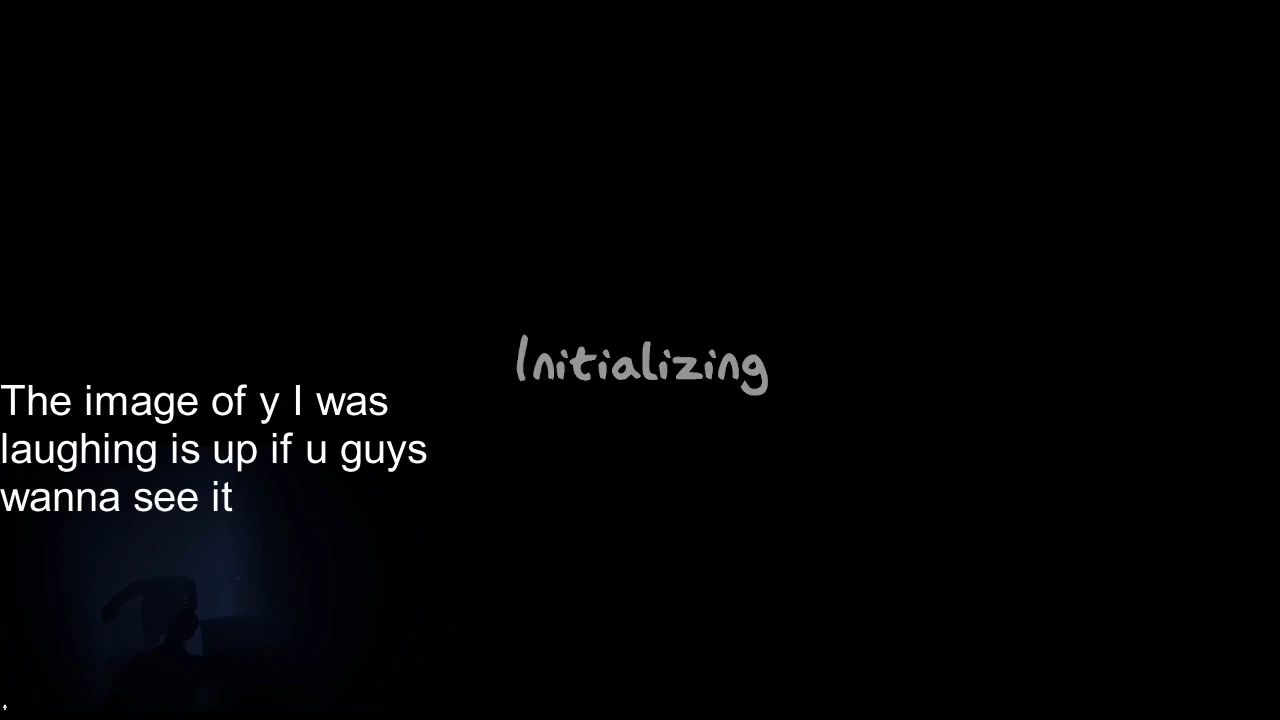 Initializing
The image of y I was
laughing is up if u guys
wanna see it